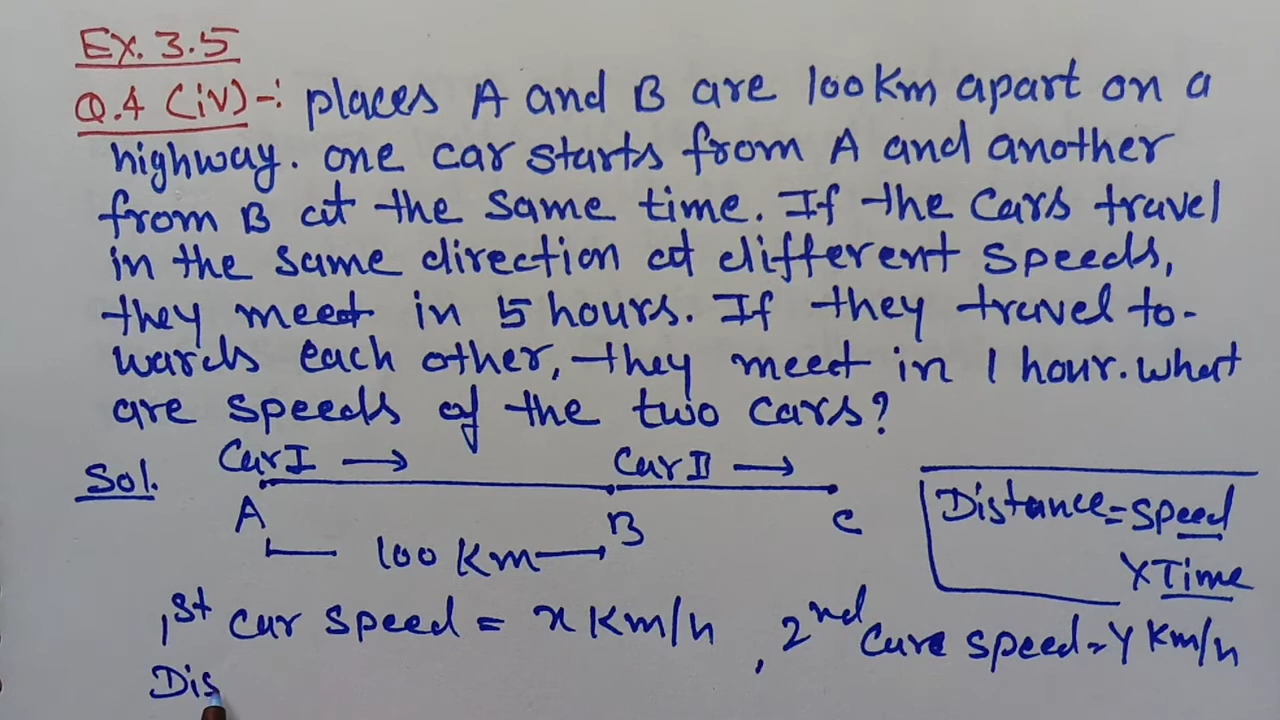 Ex. 3.5
Q.4 (iv)-: places A and B are 100km apart on a
highway. one car starts from A and another
from B at the same time. If the cars travel
in the same direction at different speeds,
they meet in 5 hours. If they travel to-
wards each other, they meet in 1 hour. what
are speeds of the two cars?
Sol. Car I → Car II →
A B C
100 Km
Distance = speed
X Time
1st car speed = x Km/h , 2nd Care speed = y Km/h
Dis